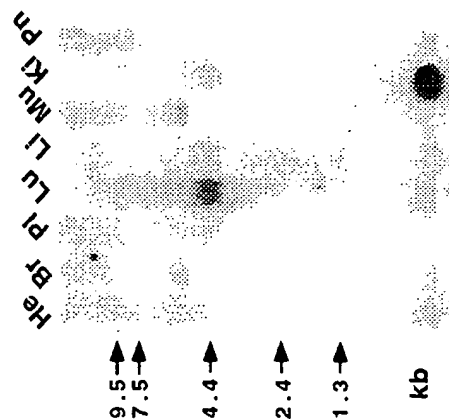 He Br Pl Lu Li Mu Ki Pn
9.5-
7.5-
4.4-
2.4-
1.3-
kb